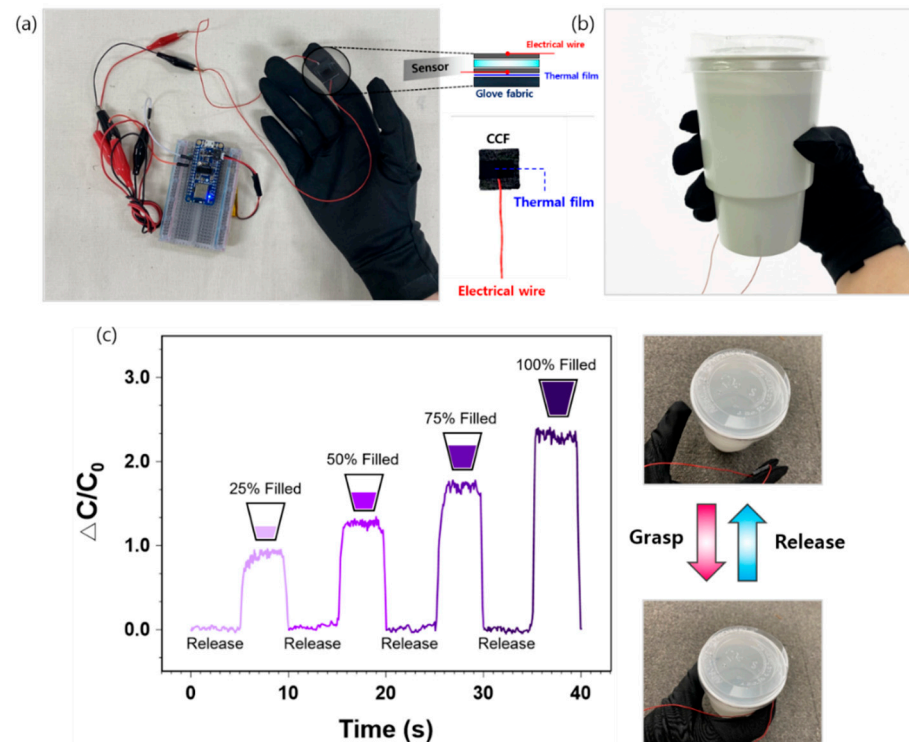 (a)
Sensor
Electrical wire
Thermal film
Glove fabric
CCF
Thermal film
Electrical wire
(b)
(c)
△C/C₀
3.0
2.0
1.0
0.0
25% Filled
50% Filled
75% Filled
100% Filled
Release
Release
Release
Release
0
10
20
30
40
Time (s)
Grasp
Release